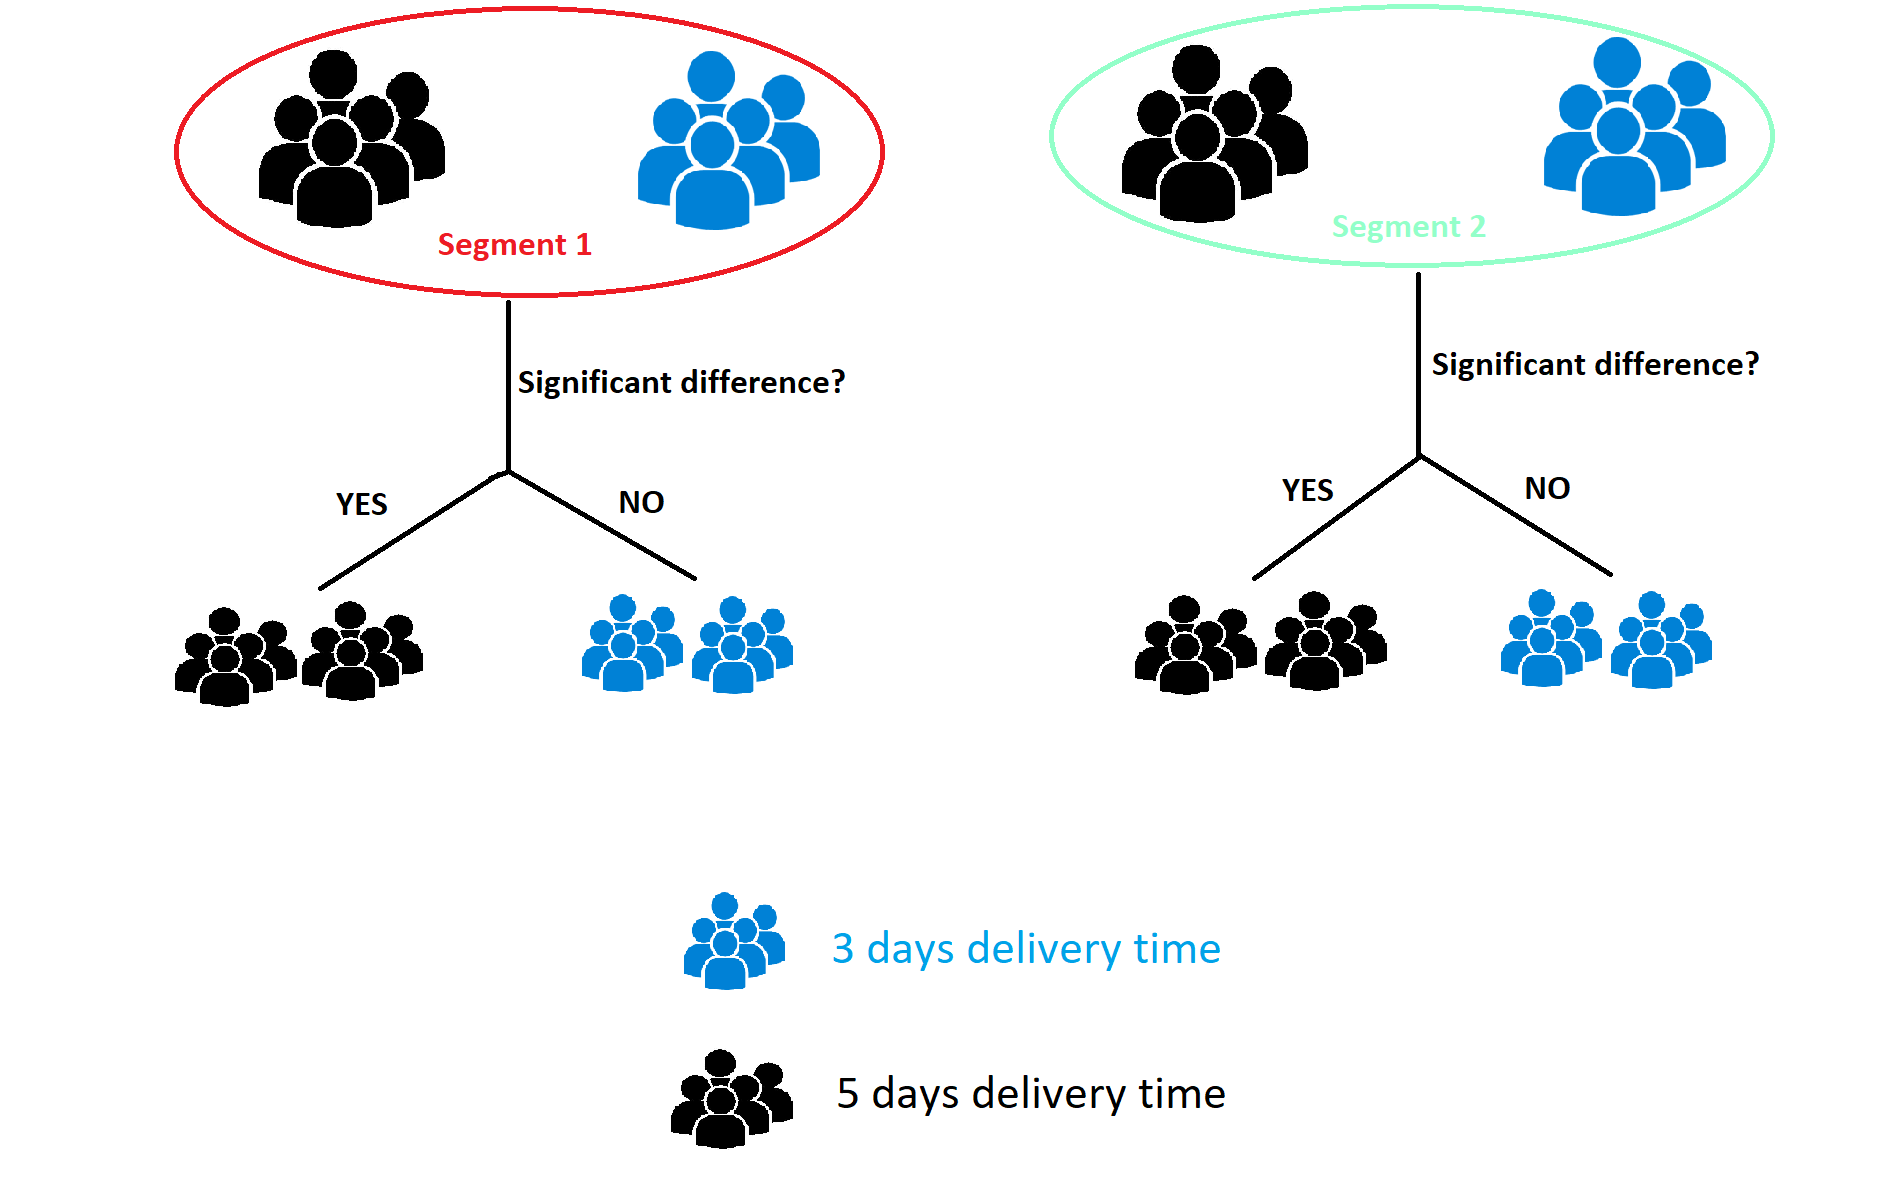 Segment 1
Segment 2
Significant difference?
Significant difference?
YES
NO
YES
NO
3 days delivery time
5 days delivery time